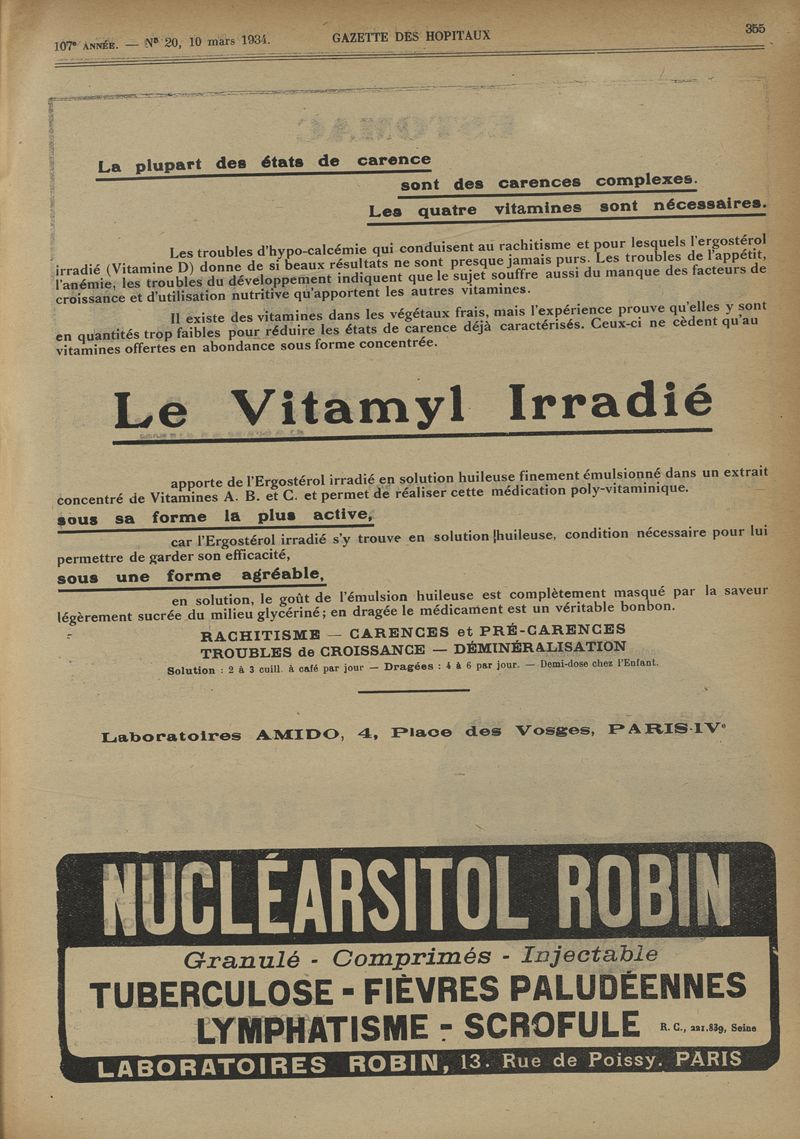 107e ANNÉE. — No 20, 10 mars 1934.
GAZETTE DES HOPITAUX
355
ESTOMAC
La plupart des états de carence
sont des carences complexes.
Les quatre vitamines sont nécessaires.
Les troubles d'hypo-calcémie qui conduisent au rachitisme et pour lesquels l'ergostérol
irradié (Vitamine D) donne de si beaux résultats ne sont presque jamais purs. Les troubles de l'appétit,
l'anémie, les troubles du développement indiquent que le sujet souffre aussi du manque des facteurs de
croissance et d'utilisation nutritive qu'apportent les autres vitamines.
Il existe des vitamines dans les végétaux frais, mais l'expérience prouve qu'elles y sont
en quantités trop faibles pour réduire les états de carence déjà caractérisés. Ceux-ci ne cèdent qu'au
vitamines offertes en abondance sous forme concentrée.
Le Vitamyl Irradié
apporte de l'Ergostérol irradié en solution huileuse finement émulsionné dans un extrait
concentré de Vitamines A. B. et C. et permet de réaliser cette médication poly-vitaminique.
sous sa forme la plus active,
car l'Ergostérol irradié s'y trouve en solution huileuse, condition nécessaire pour lui
permettre de garder son efficacité,
sous une forme agréable,
en solution, le goût de l'émulsion huileuse est complètement masqué par la saveur
légèrement sucrée du milieu glycériné; en dragée le médicament est un véritable bonbon.
RACHITISME — CARENCES et PRÉ-CARENCES
TROUBLES de CROISSANCE — DÉMINÉRALISATION
Solution : 2 à 3 cuill. à café par jour — Dragées : 4 à 6 par jour. — Demi-dose chez l'Enfant.
Laboratoires AMIDO, 4, Place des Vosges, PARIS-IVe
NUCLÉARSITOL ROBIN
Granulé - Comprimés - Injectable
TUBERCULOSE - FIÈVRES PALUDÉENNES
LYMPHATISME - SCROFULE R. C., 221.839, Seine
LABORATOIRES ROBIN, 13. Rue de Poissy. PARIS